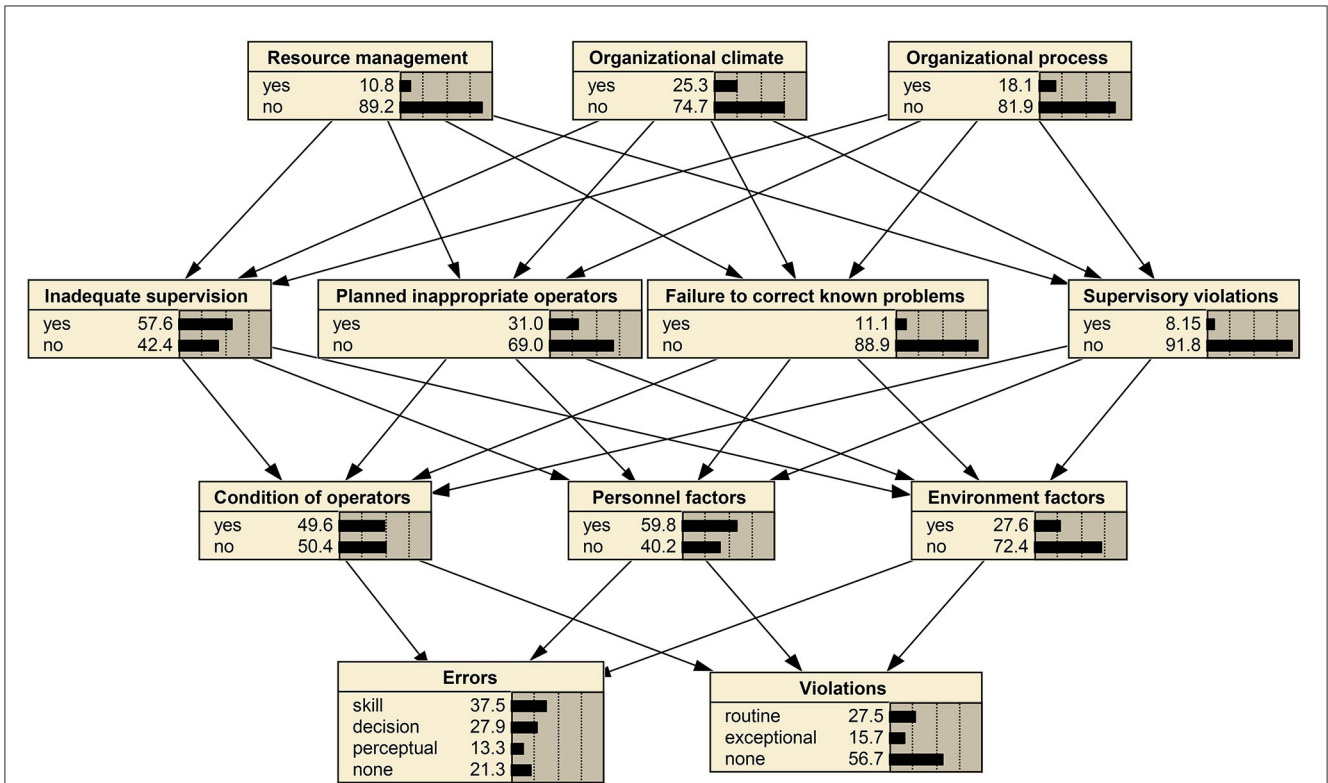 Resource management
yes 10.8
no 89.2
Organizational climate
yes 25.3
no 74.7
Organizational process
yes 18.1
no 81.9
Inadequate supervision
yes 57.6
no 42.4
Planned inappropriate operators
yes 31.0
no 69.0
Failure to correct known problems
yes 11.1
no 88.9
Supervisory violations
yes 8.15
no 91.8
Condition of operators
yes 49.6
no 50.4
Personnel factors
yes 59.8
no 40.2
Environment factors
yes 27.6
no 72.4
Errors
skill 37.5
decision 27.9
perceptual 13.3
none 21.3
Violations
routine 27.5
exceptional 15.7
none 56.7